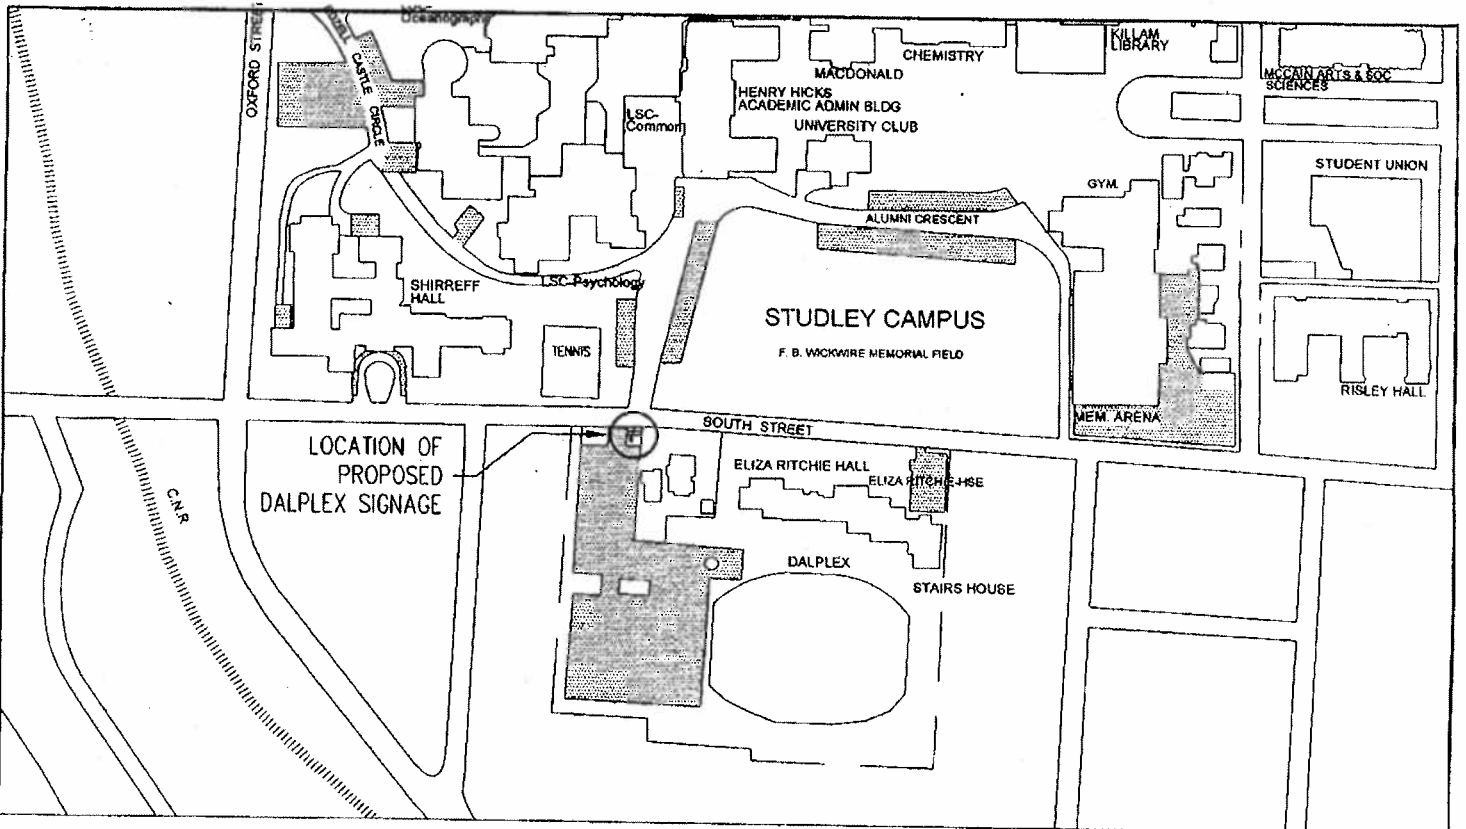 Oceanography
OXFORD STREET
CASTLE CIRCLE
KILLAM
LIBRARY
CHEMISTRY
MACDONALD
MCCAIN ARTS & SOC
SCIENCES
HENRY HICKS
ACADEMIC ADMIN BLDG
LSC-
Common
UNIVERSITY CLUB
STUDENT UNION
GYM.
ALUMNI CRESCENT
SHIRREFF
HALL
LSC-Psychology
STUDLEY CAMPUS
TENNIS
F. B. WICKWIRE MEMORIAL FIELD
RISLEY HALL
MEM. ARENA
SOUTH STREET
LOCATION OF
PROPOSED
DALPLEX SIGNAGE
ELIZA RITCHIE HALL
ELIZA RITCHIE-HSE
C.N.R
DALPLEX
STAIRS HOUSE